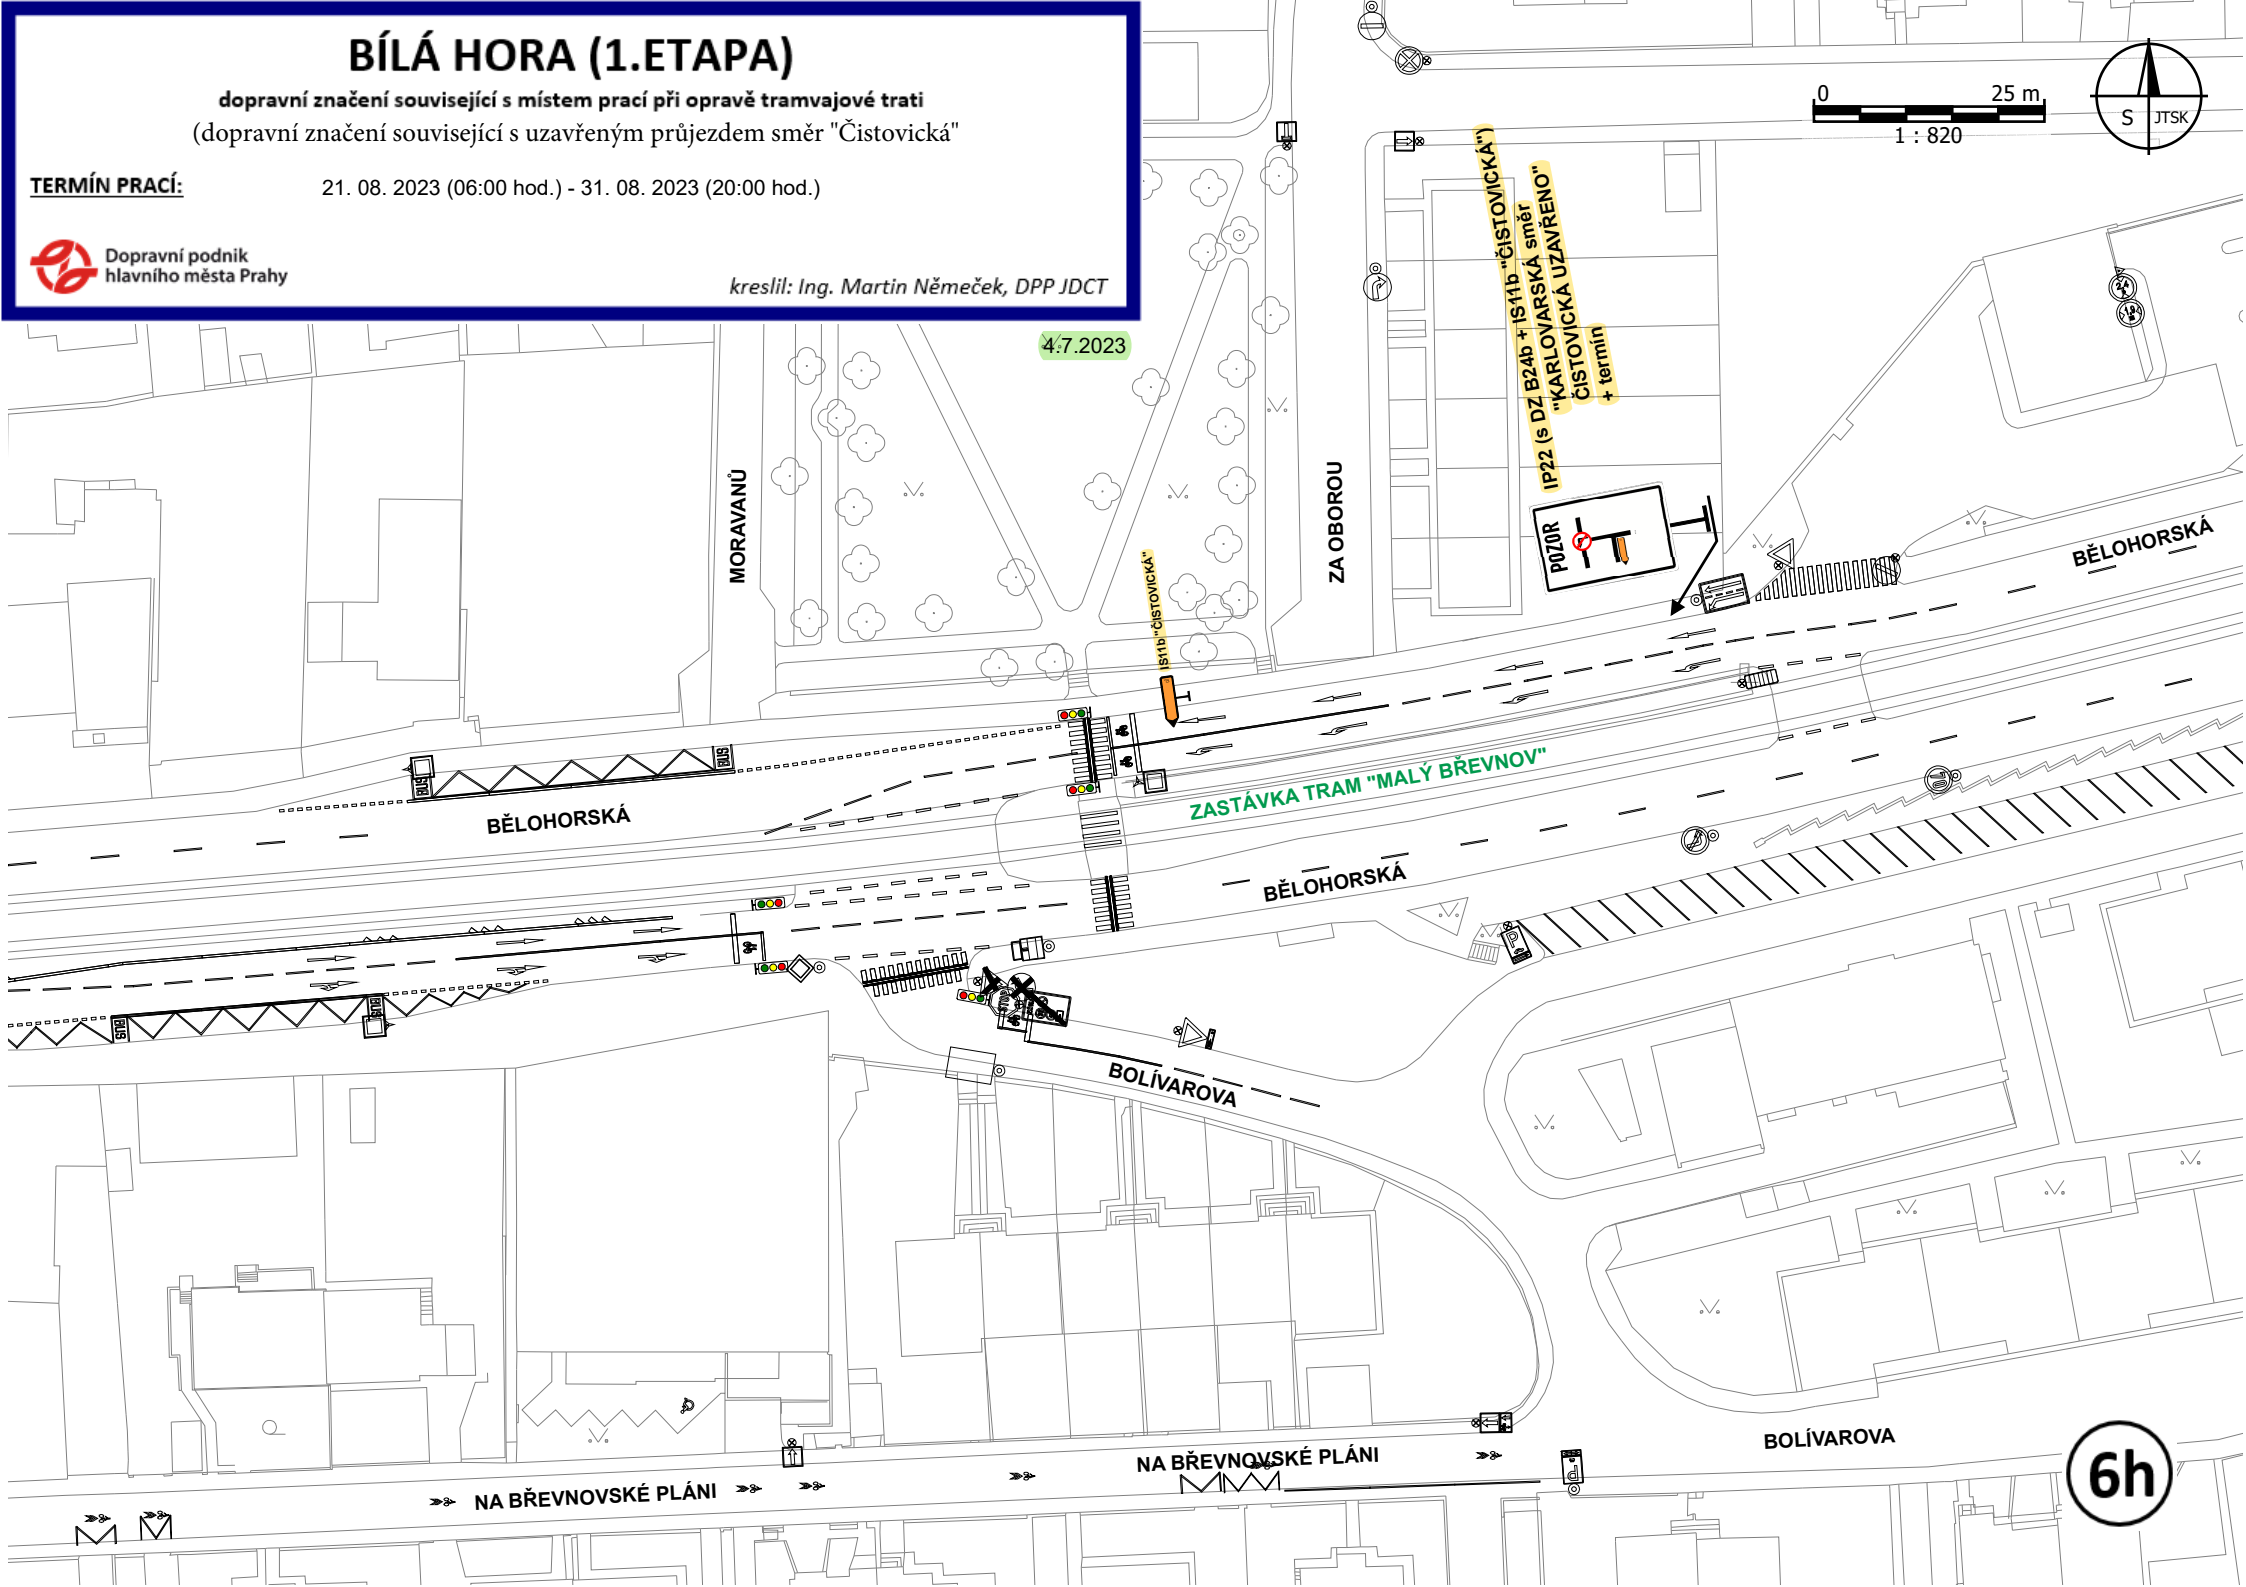 BÍLÁ HORA (1.ETAPA)
dopravní značení související s místem prací při opravě tramvajové trati
(dopravní značení související s uzavřeným průjezdem směr "Čistovická"
TERMÍN PRACÍ: 21. 08. 2023 (06:00 hod.) - 31. 08. 2023 (20:00 hod.)
Dopravní podnik
hlavního města Prahy
kreslil: Ing. Martin Němeček, DPP JDCT
4.7.2023
0 25 m
1 : 820
S JTSK
IP22 (s DZ B24b + IS11b "ČISTOVICKÁ")
"KARLOVARSKÁ směr
ČISTOVICKÁ UZAVŘENO"
+ termín
POZOR
IS11b "ČISTOVICKÁ"
MORAVANŮ
ZA OBOROU
BĚLOHORSKÁ
BĚLOHORSKÁ
BĚLOHORSKÁ
ZASTÁVKA TRAM "MALÝ BŘEVNOV"
BUS
BUS
BUS
BUS
STOP
70
P
P
BOLÍVAROVA
BOLÍVAROVA
NA BŘEVNOVSKÉ PLÁNI
NA BŘEVNOVSKÉ PLÁNI
6h